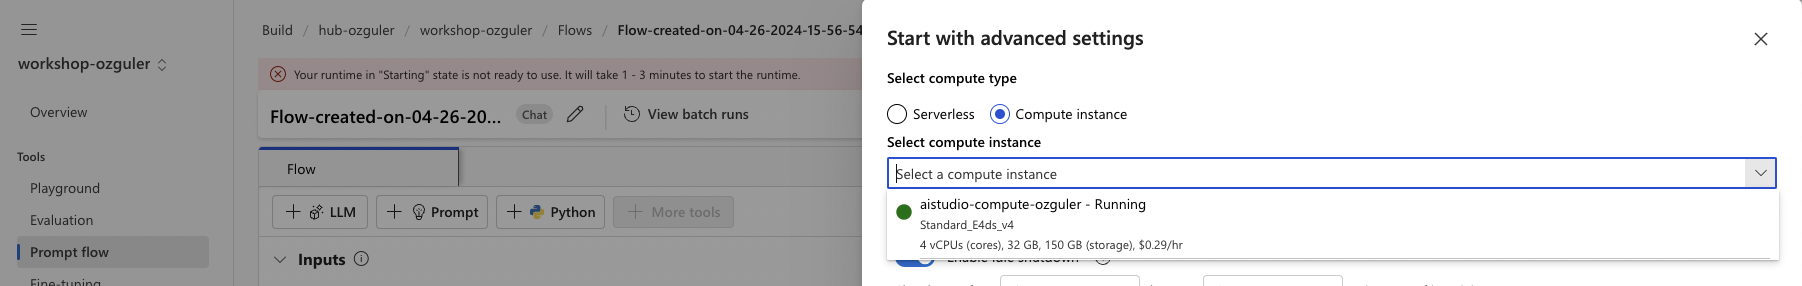 workshop-ozguler
Overview
Tools
Playground
Evaluation
Prompt flow
Fine-tuning
Build / hub-ozguler / workshop-ozguler / Flows / Flow-created-on-04-26-2024-15-56-54
Your runtime in "Starting" state is not ready to use. It will take 1 - 3 minutes to start the runtime.
Flow-created-on-04-26-20... Chat View batch runs
Flow
+ LLM + Prompt + Python + More tools
Inputs
Start with advanced settings
Select compute type
Serverless Compute instance
Select compute instance
Select a compute instance
aistudio-compute-ozguler - Running
Standard_E4ds_v4
4 vCPUs (cores), 32 GB, 150 GB (storage), $0.29/hr
Enable idle shutdown